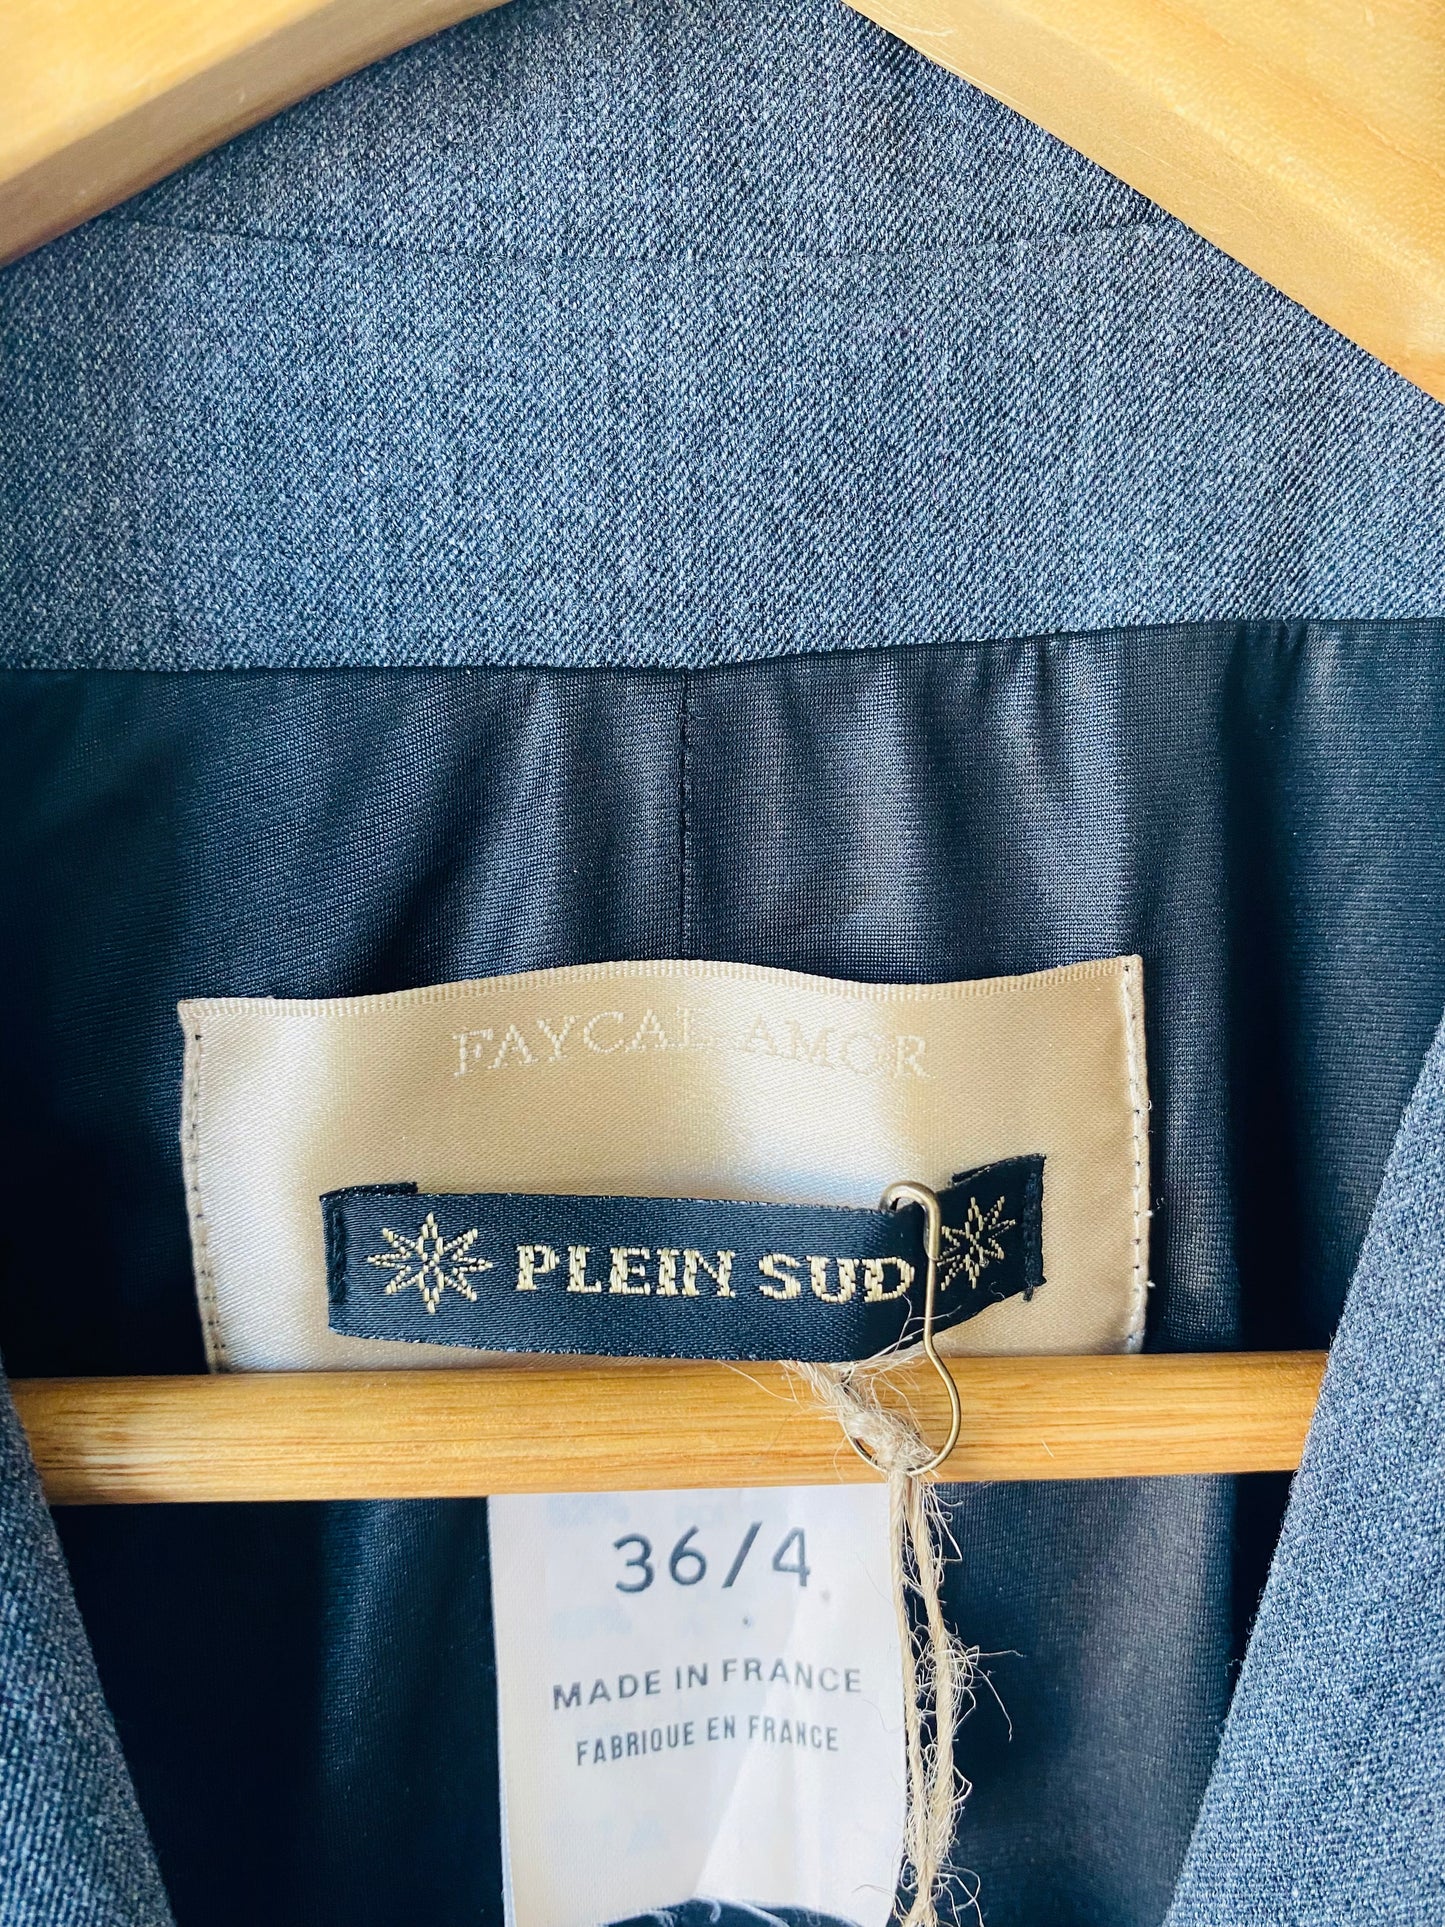 FAYCAL AMOR
PLEIN SUD
36/4
MADE IN FRANCE
FABRIQUE EN FRANCE